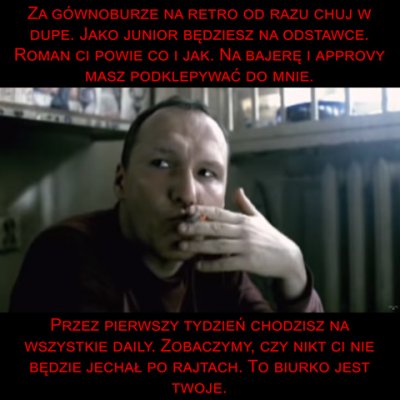 Za gównoburze na retro od razu chuj w
dupe. Jako junior będziesz na odstawce.
Roman ci powie co i jak. Na bajerę i approvy
masz podklepywać do mnie.
Przez pierwszy tydzień chodzisz na
wszystkie daily. Zobaczymy, czy nikt ci nie
będzie jechał po rajtach. To biurko jest
twoje.